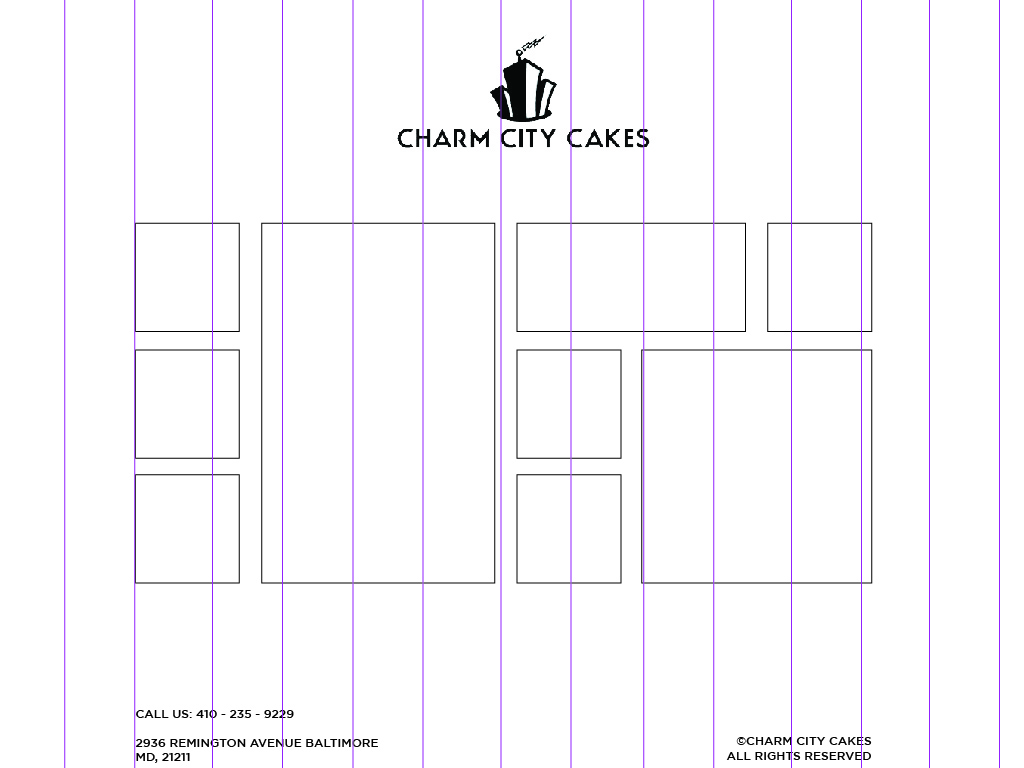 CHARM CITY CAKES
CALL US: 410 - 235 - 9229
2936 REMINGTON AVENUE BALTIMORE
MD, 21211
©CHARM CITY CAKES
ALL RIGHTS RESERVED